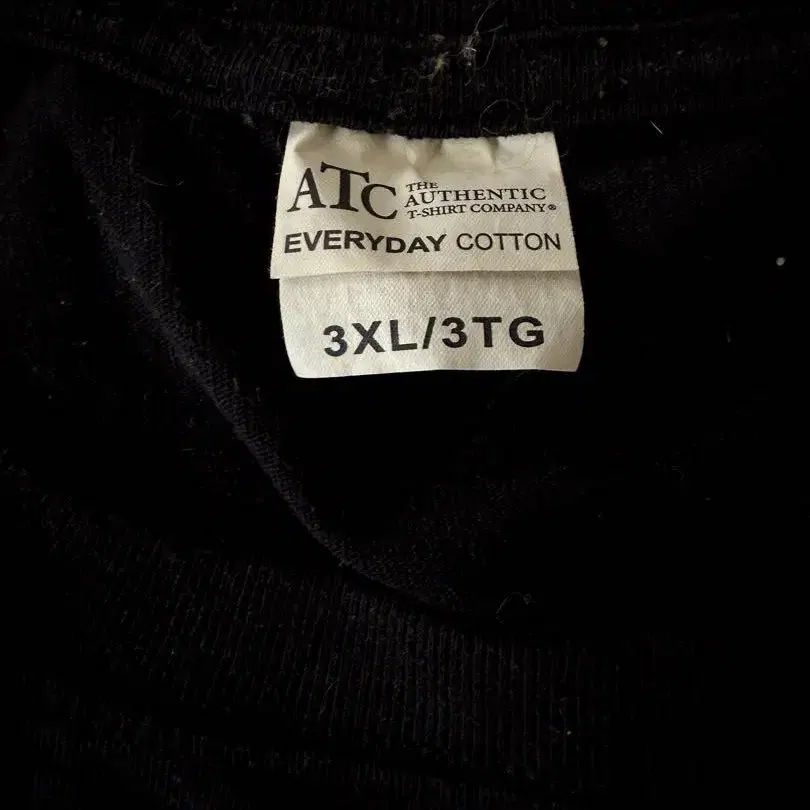 ATC THE
AUTHENTIC
T-SHIRT COMPANY®
EVERYDAY COTTON
3XL/3TG